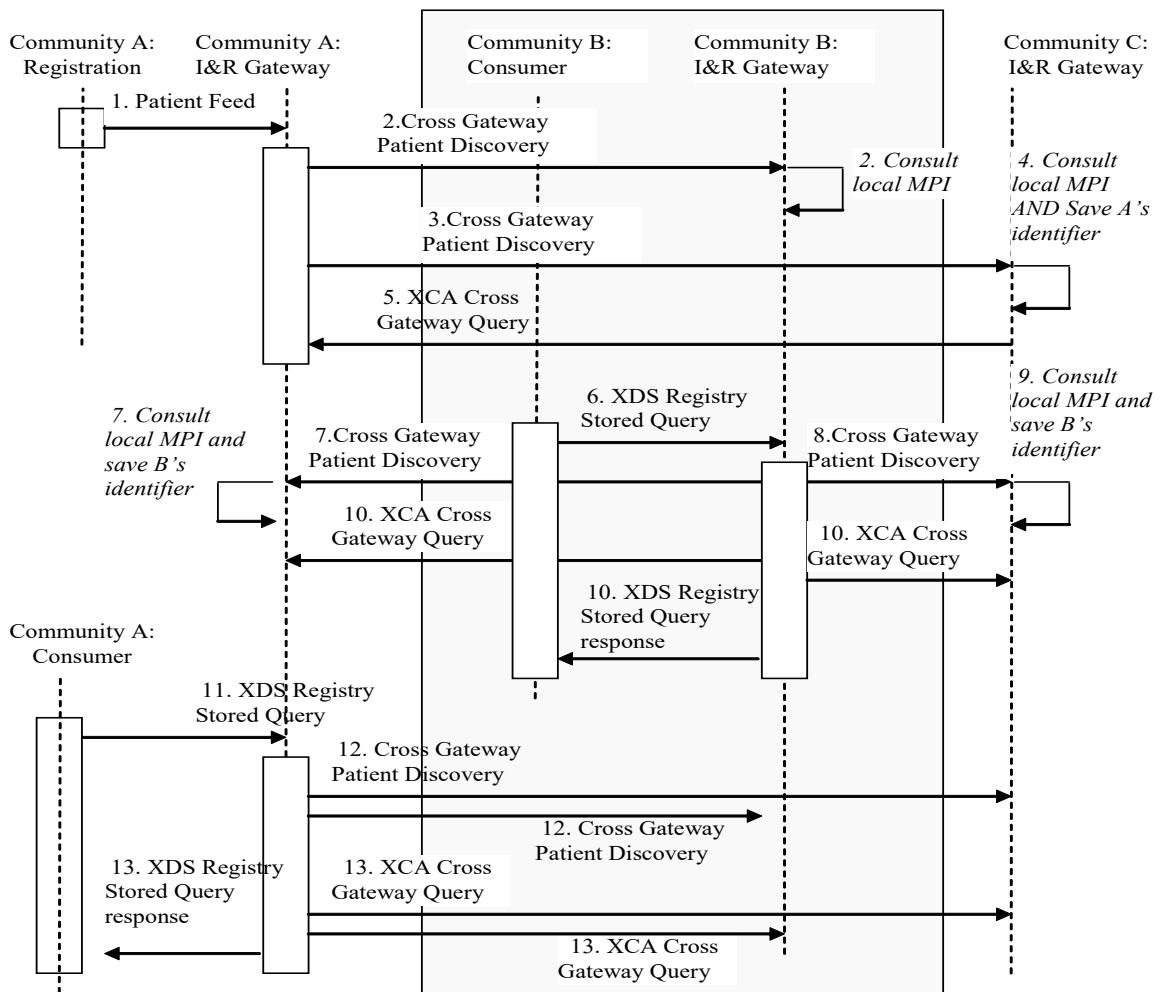 Community A:
Registration
Community A:
I&R Gateway
Community B:
Consumer
Community B:
I&R Gateway
Community C:
I&R Gateway
1. Patient Feed
2.Cross Gateway
Patient Discovery
2. Consult
local MPI
4. Consult
local MPI
AND Save A's
identifier
3.Cross Gateway
Patient Discovery
5. XCA Cross
Gateway Query
6. XDS Registry
Stored Query
9. Consult
local MPI and
save B's
identifier
7. Consult
local MPI and
save B's
identifier
7.Cross Gateway
Patient Discovery
8.Cross Gateway
Patient Discovery
10. XCA Cross
Gateway Query
10. XCA Cross
Gateway Query
10. XDS Registry
Stored Query
response
Community A:
Consumer
11. XDS Registry
Stored Query
12. Cross Gateway
Patient Discovery
12. Cross Gateway
Patient Discovery
13. XDS Registry
Stored Query
response
13. XCA Cross
Gateway Query
13. XCA Cross
Gateway Query